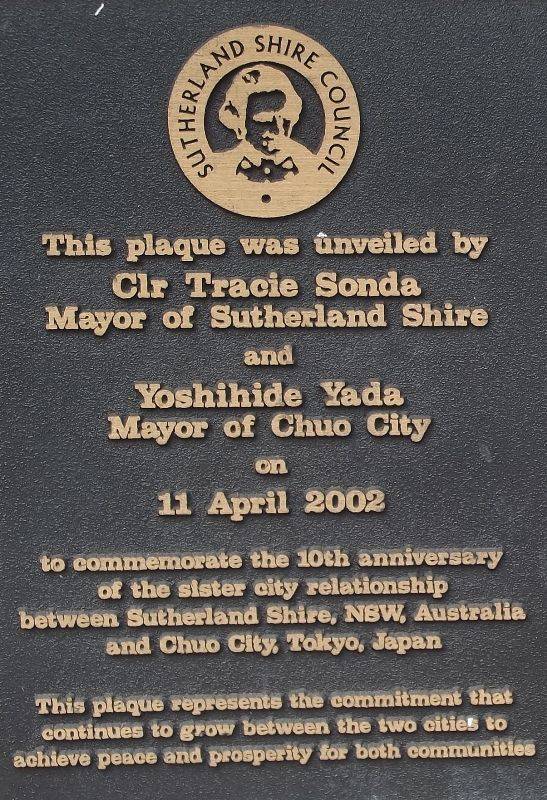 SUTHERLAND SHIRE COUNCIL
This plaque was unveiled by
Clr Tracie Sonda
Mayor of Sutherland Shire
and
Yoshihide Yada
Mayor of Chuo City
on
11 April 2002
to commemorate the 10th anniversary
of the sister city relationship
between Sutherland Shire, NSW, Australia
and Chuo City, Tokyo, Japan
This plaque represents the commitment that
continues to grow between the two cities to
achieve peace and prosperity for both communities